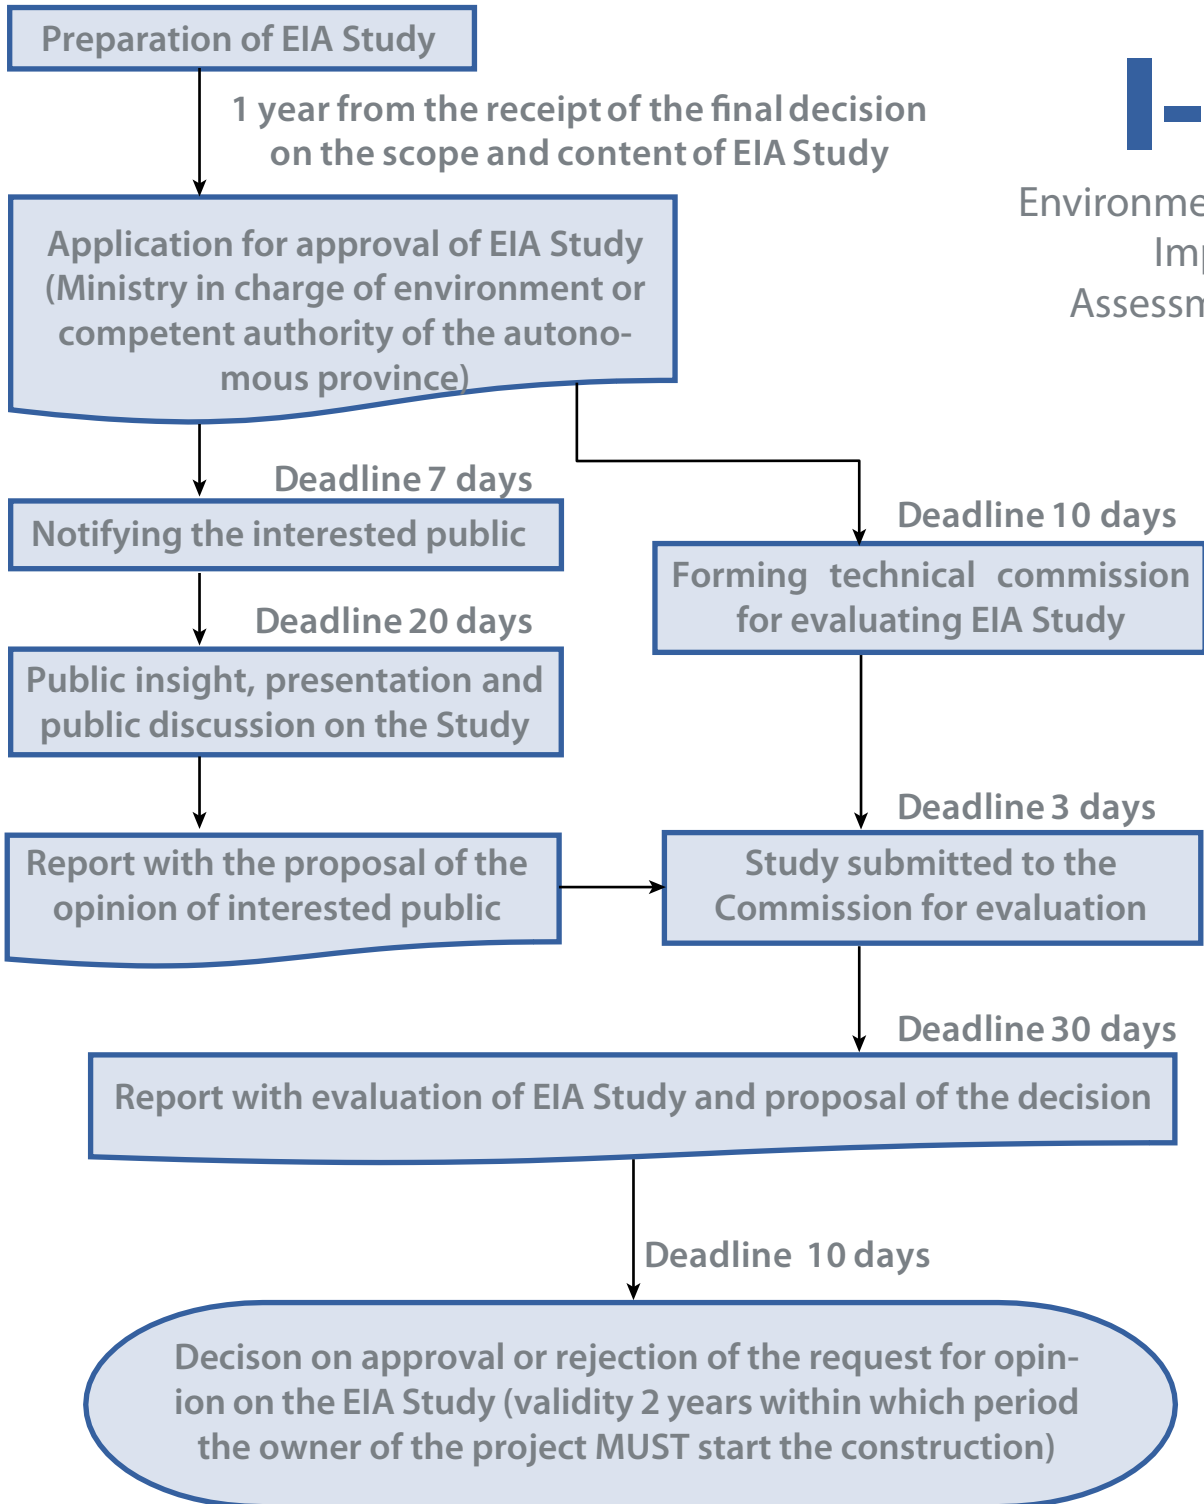 Preparation of EIA Study
1 year from the receipt of the final decision
on the scope and content of EIA Study
I-
Environme
Imp
Assessm
Application for approval of EIA Study
(Ministry in charge of environment or
competent authority of the autono-
mous province)
Deadline 7 days
Notifying the interested public
Deadline 10 days
Forming technical commission
for evaluating EIA Study
Deadline 20 days
Public insight, presentation and
public discussion on the Study
Deadline 3 days
Report with the proposal of the
opinion of interested public
Study submitted to the
Commission for evaluation
Deadline 30 days
Report with evaluation of EIA Study and proposal of the decision
Deadline 10 days
Decison on approval or rejection of the request for opin-
ion on the EIA Study (validity 2 years within which period
the owner of the project MUST start the construction)